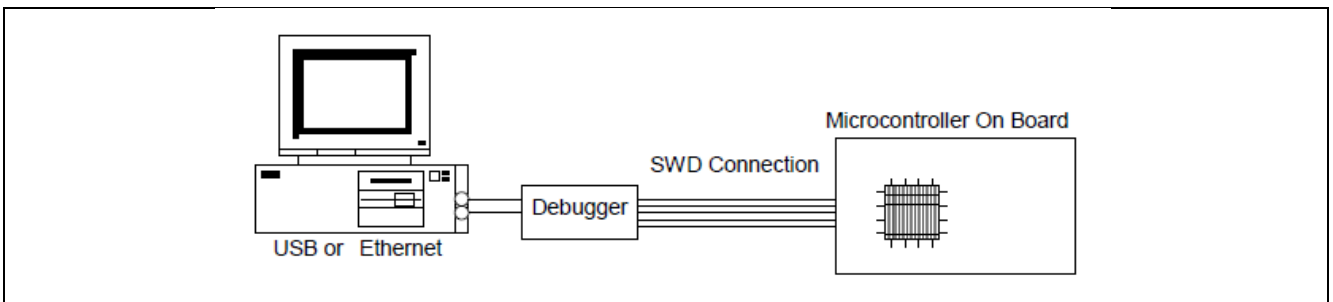 Microcontroller On Board
SWD Connection
Debugger
USB or Ethernet